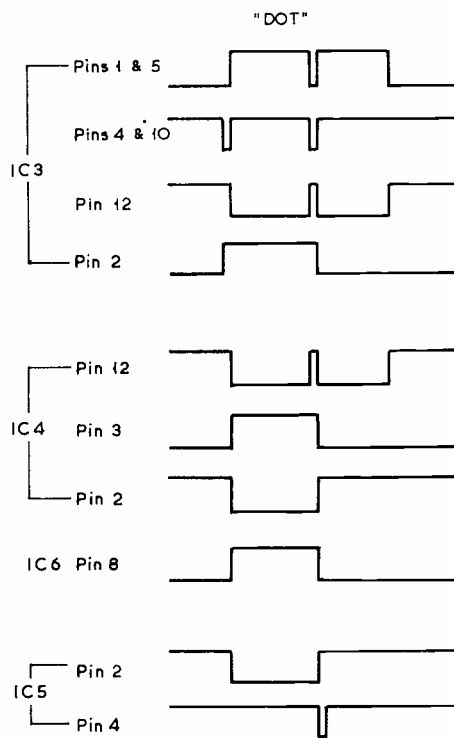 "DOT"
Pins 1 & 5
Pins 4 & 10
IC3
Pin 12
Pin 2
Pin 12
IC4 Pin 3
Pin 2
IC6 Pin 8
Pin 2
IC5
Pin 4